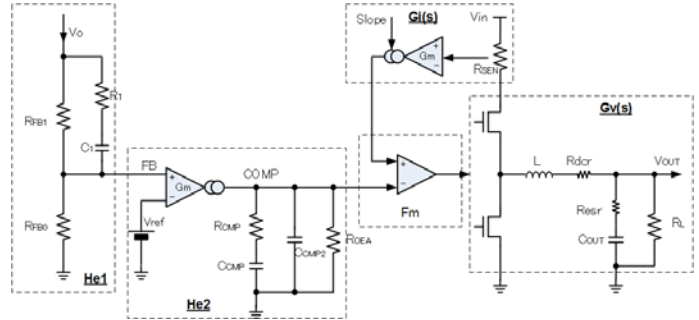 Slope
Gi(s)
Vin
Vo
Gm
+
−
RSEN
R1
Gv(s)
RFB1
C1
FB
COMP
+
−
L
Rdcr
VOUT
+
−
Gm
Fm
RFB0
Vref
RCMP
CCMP2
ROEA
Resr
RL
COUT
CCMP
He1
He2